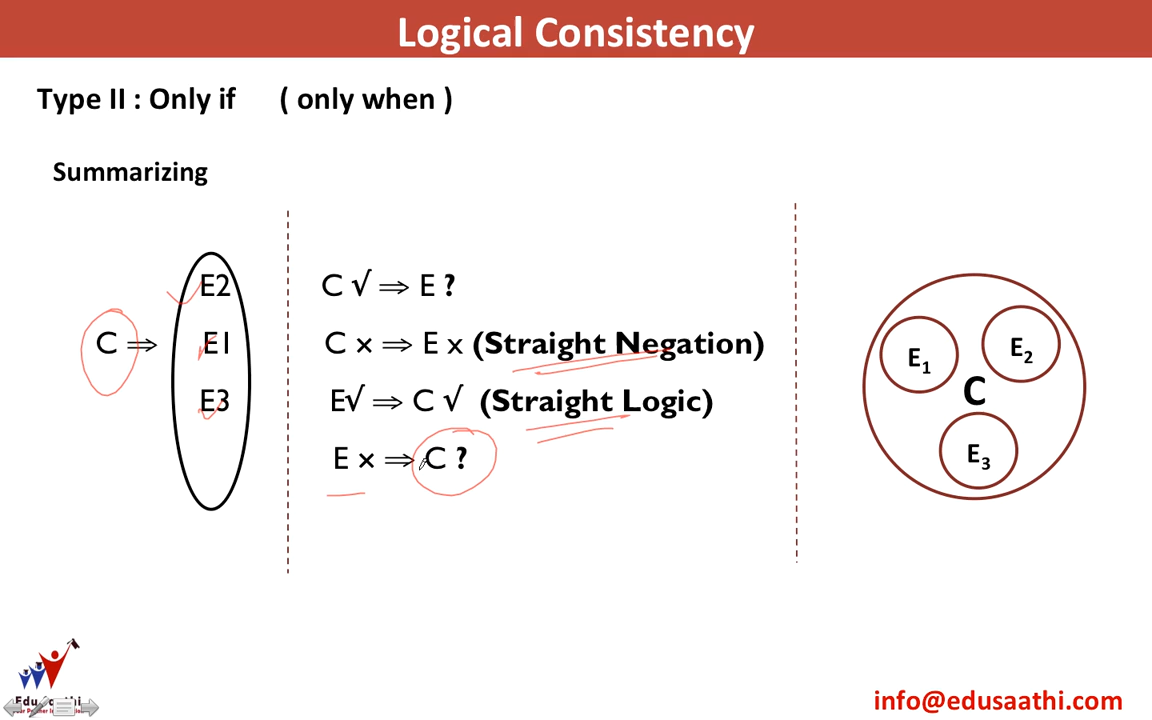 Logical Consistency
Type II : Only if ( only when )
Summarizing
E2
C ⇒ E1
E3
C √ ⇒ E ?
C × ⇒ E x (Straight Negation)
E√ ⇒ C √ (Straight Logic)
E × ⇒ C ?
E1
E2
C
E3
info@edusaathi.com